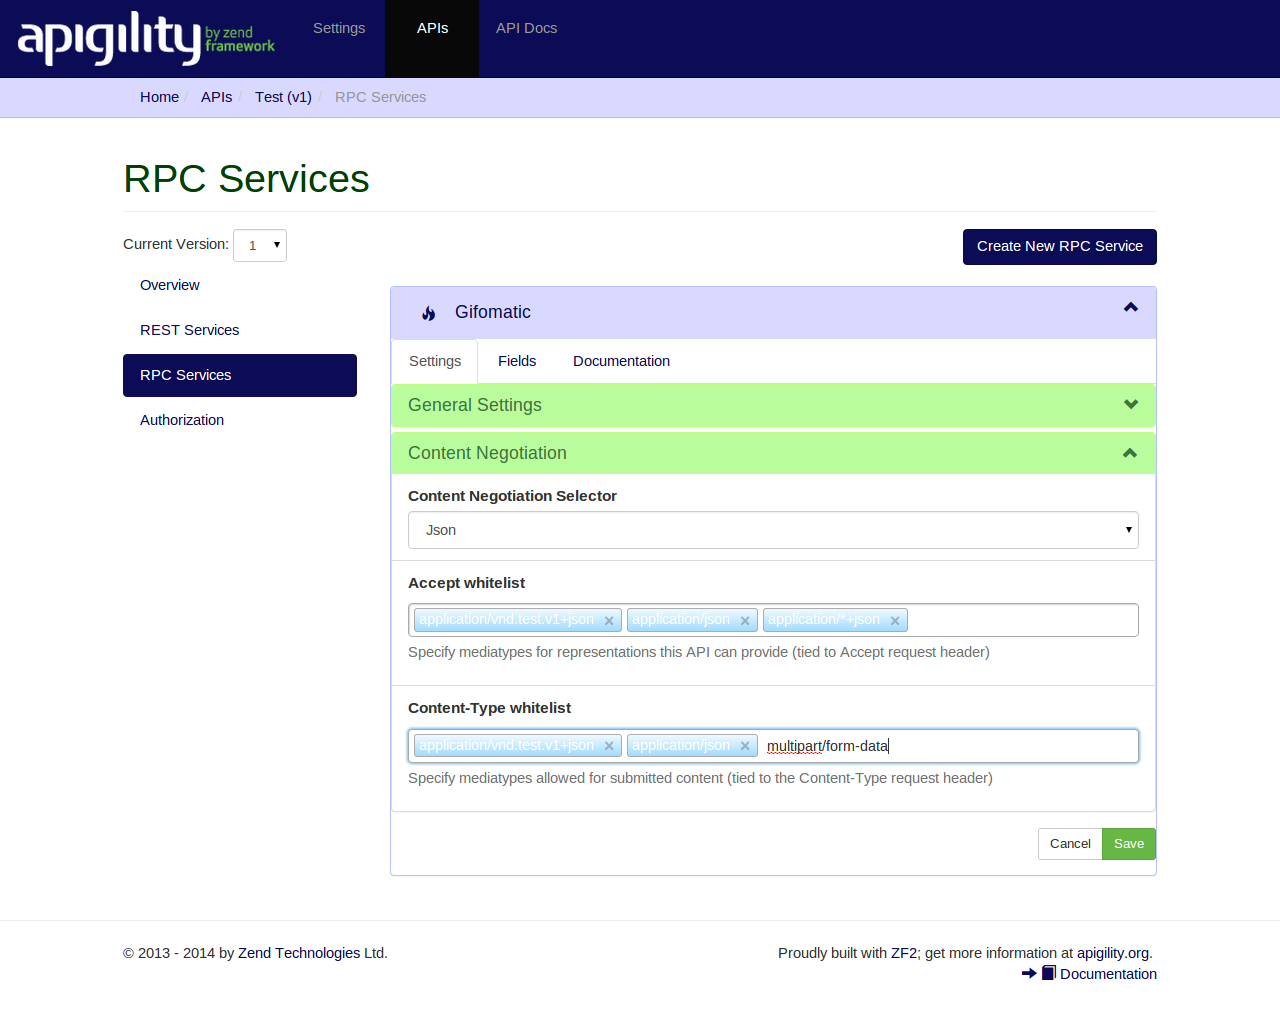 apigility by zend framework Settings APIs API Docs
Home / APIs / Test (v1) / RPC Services
RPC Services
Current Version: 1
Create New RPC Service
Overview
REST Services
RPC Services
Authorization
Gifomatic
Settings Fields Documentation
General Settings
Content Negotiation
Content Negotiation Selector
Json
Accept whitelist
application/vnd.test.v1+json × application/json × application/*+json ×
Specify mediatypes for representations this API can provide (tied to Accept request header)
Content-Type whitelist
application/vnd.test.v1+json × application/json × multipart/form-data
Specify mediatypes allowed for submitted content (tied to the Content-Type request header)
Cancel Save
© 2013 - 2014 by Zend Technologies Ltd.
Proudly built with ZF2; get more information at apigility.org.
Documentation